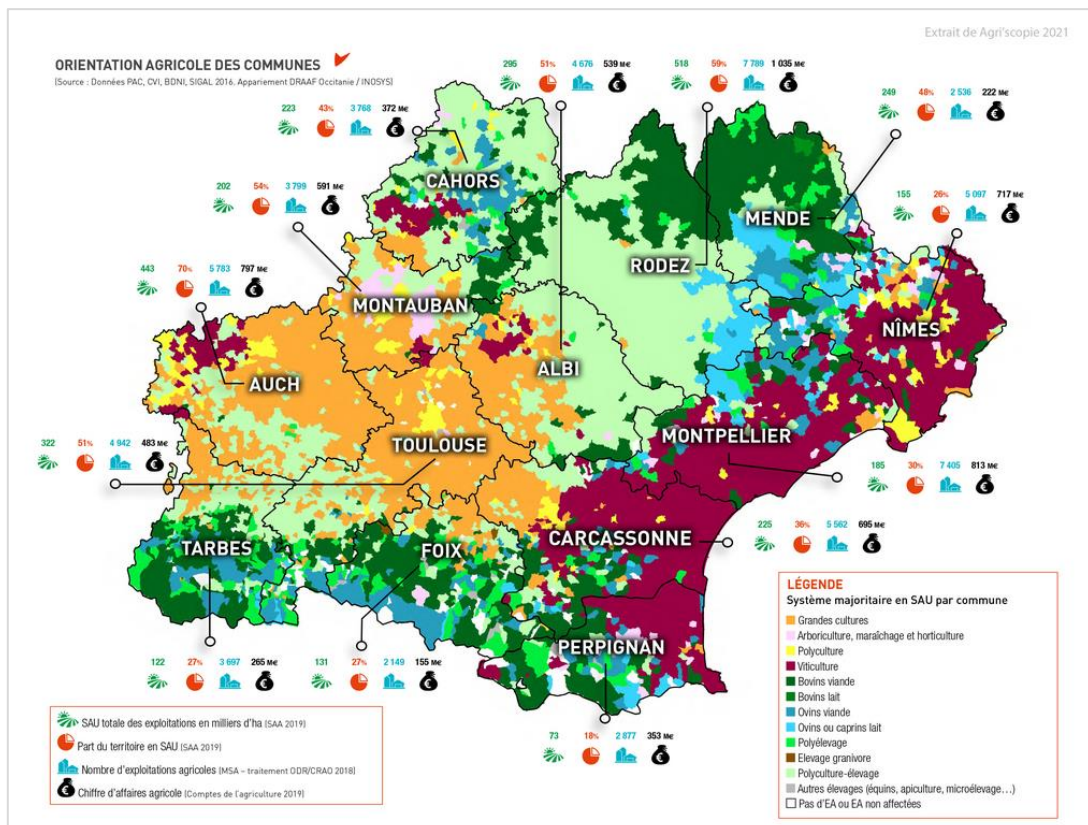 Extrait de Agri'scopie 2021
ORIENTATION AGRICOLE DES COMMUNES
(Source : Données PAC, CVI, BDNI, SIGAL 2016. Appariement DRAAF Occitanie / INOSYS)
295 51% 4 676 539 M€
518 59% 7 789 1 035 M€
249 48% 2 536 222 M€
223 43% 3 768 372 M€
CAHORS
202 54% 3 799 591 M€
MENDE
155 26% 5 097 717 M€
RODEZ
443 70% 5 783 797 M€
MONTAUBAN
NÎMES
AUCH
ALBI
MONTPELLIER
TOULOUSE
322 51% 4 942 483 M€
185 30% 7 405 813 M€
CARCASSONNE
225 36% 5 562 695 M€
TARBES
FOIX
PERPIGNAN
122 27% 3 697 265 M€
131 27% 2 149 155 M€
73 18% 2 877 353 M€
SAU totale des exploitations en milliers d'ha (SAA 2019)
Part du territoire en SAU (SAA 2019)
Nombre d'exploitations agricoles (MSA – traitement ODR/CRAO 2018)
Chiffre d'affaires agricole (Comptes de l'agriculture 2019)
LÉGENDE
Système majoritaire en SAU par commune
Grandes cultures
Arboriculture, maraîchage et horticulture
Polyculture
Viticulture
Bovins viande
Bovins lait
Ovins viande
Ovins ou caprins lait
Polyélevage
Elevage granivore
Polyculture-élevage
Autres élevages (équins, apiculture, microélevage…)
Pas d'EA ou EA non affectées